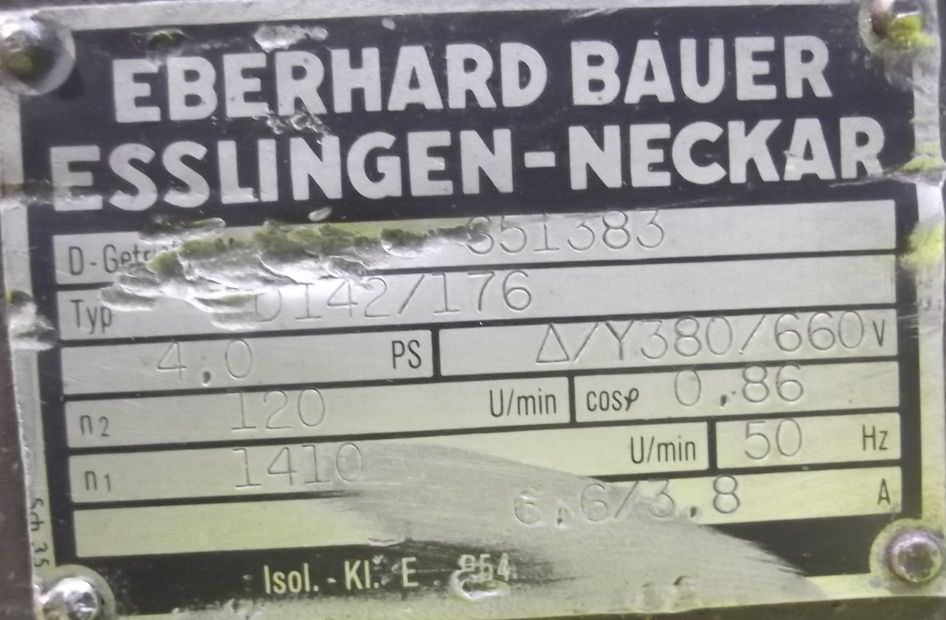 EBERHARD BAUER
ESSLINGEN-NECKAR
351383
Typ D142/176
4,0 PS Δ/Y380/660 V
n2 120 U/min cosφ 0,86
n1 1410 U/min 50 Hz
6,6/3,8 A
Isol.-Kl. E